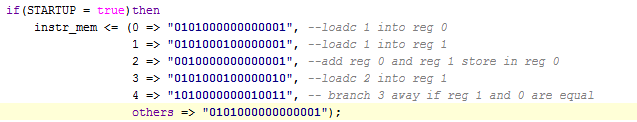 if(STARTUP = true)then
instr_mem <= (0 => "0101000000000001", --loadc 1 into reg 0
1 => "0101000100000001", --loadc 1 into reg 1
2 => "0010000000000001", --add reg 0 and reg 1 store in reg 0
3 => "0101000100000010", --loadc 2 into reg 1
4 => "1010000000010011", -- branch 3 away if reg 1 and 0 are equal
others => "0101000000000001");